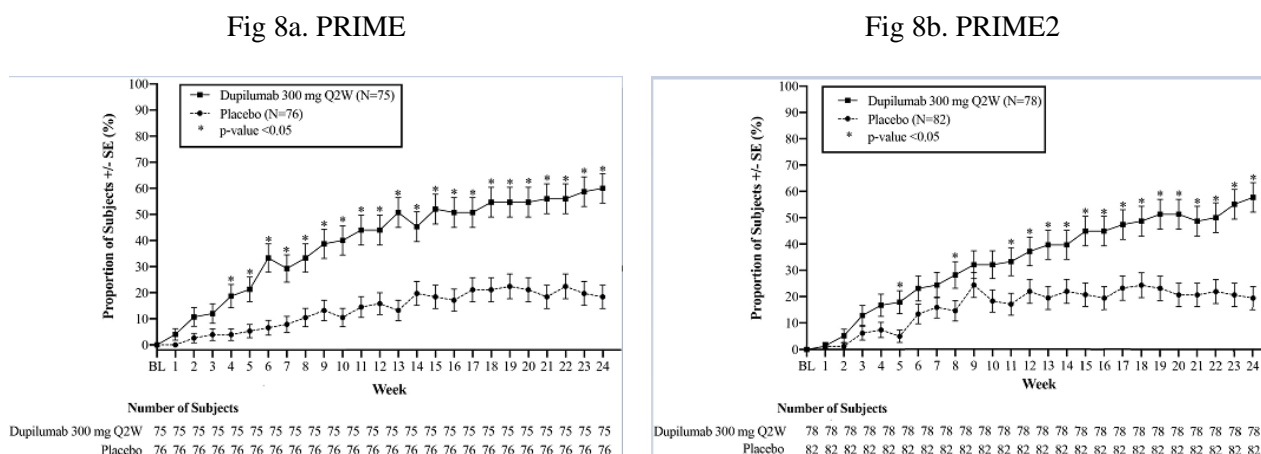 Fig 8a. PRIME
100
90
80
70
60
50
40
30
20
10
0
Proportion of Subjects +/- SE (%)
Dupilumab 300 mg Q2W (N=75)
Placebo (N=76)
* p-value <0.05
BL 1 2 3 4 5 6 7 8 9 10 11 12 13 14 15 16 17 18 19 20 21 22 23 24
Week
Number of Subjects
Dupilumab 300 mg Q2W 75 75 75 75 75 75 75 75 75 75 75 75 75 75 75 75 75 75 75 75 75 75 75 75 75
Placebo 76 76 76 76 76 76 76 76 76 76 76 76 76 76 76 76 76 76 76 76 76 76 76 76 76
Fig 8b. PRIME2
100
90
80
70
60
50
40
30
20
10
0
Proportion of Subjects +/- SE (%)
Dupilumab 300 mg Q2W (N=78)
Placebo (N=82)
* p-value <0.05
BL 1 2 3 4 5 6 7 8 9 10 11 12 13 14 15 16 17 18 19 20 21 22 23 24
Week
Number of Subjects
Dupilumab 300 mg Q2W 78 78 78 78 78 78 78 78 78 78 78 78 78 78 78 78 78 78 78 78 78 78 78 78 78
Placebo 82 82 82 82 82 82 82 82 82 82 82 82 82 82 82 82 82 82 82 82 82 82 82 82 82